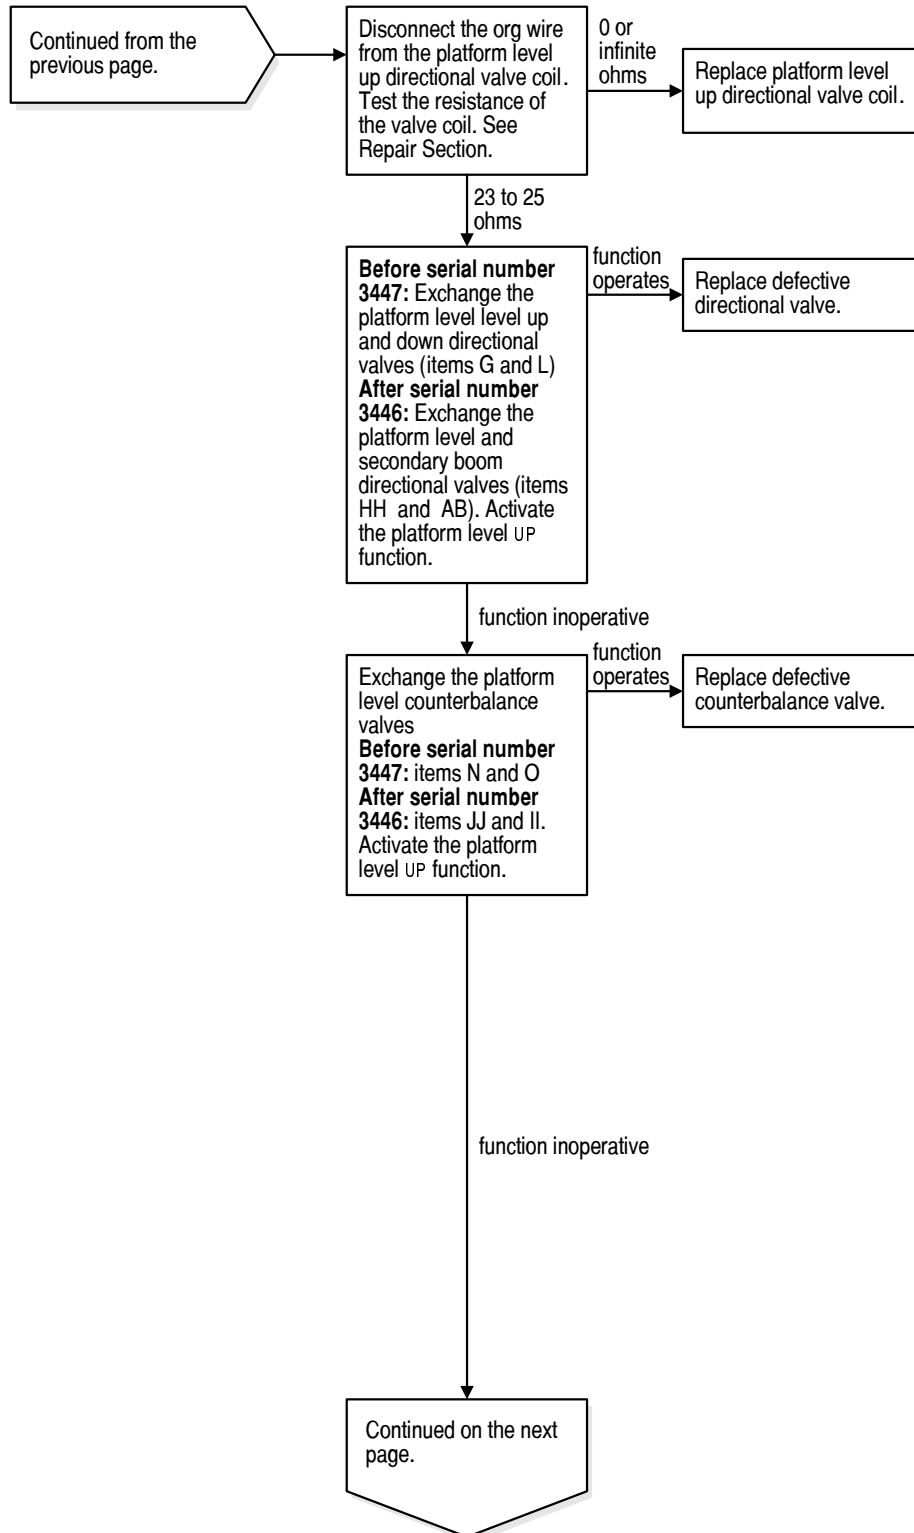 Continued from the
previous page.
Disconnect the org wire
from the platform level
up directional valve coil.
Test the resistance of
the valve coil. See
Repair Section.
0 or
infinite
ohms
Replace platform level
up directional valve coil.
23 to 25
ohms
Before serial number
3447: Exchange the
platform level level up
and down directional
valves (items G and L)
After serial number
3446: Exchange the
platform level and
secondary boom
directional valves (items
HH and AB). Activate
the platform level UP
function.
function
operates
Replace defective
directional valve.
function inoperative
Exchange the platform
level counterbalance
valves
Before serial number
3447: items N and O
After serial number
3446: items JJ and II.
Activate the platform
level UP function.
function
operates
Replace defective
counterbalance valve.
function inoperative
Continued on the next
page.